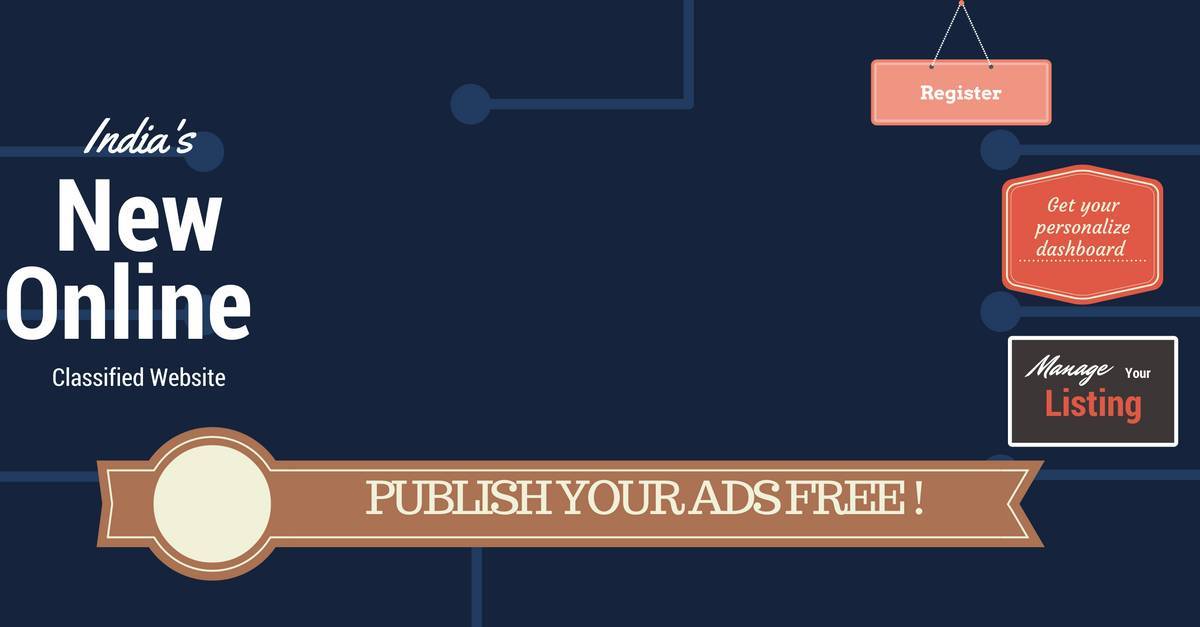 India's
New
Online
Classified Website
Register
Get your
personalize
dashboard
Manage Your
Listing
PUBLISH YOUR ADS FREE !